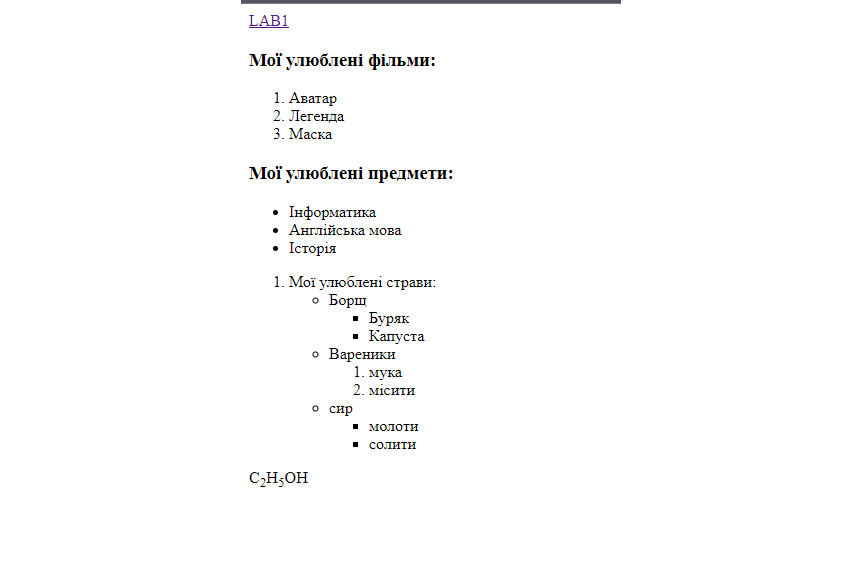 LAB1
Мої улюблені фільми:
1. Аватар
2. Легенда
3. Маска
Мої улюблені предмети:
• Інформатика
• Англійська мова
• Історія
1. Мої улюблені страви:
◦ Борщ
▪ Буряк
▪ Капуста
◦ Вареники
1. мука
2. місити
◦ сир
▪ молоти
▪ солити
C₂H₅OH